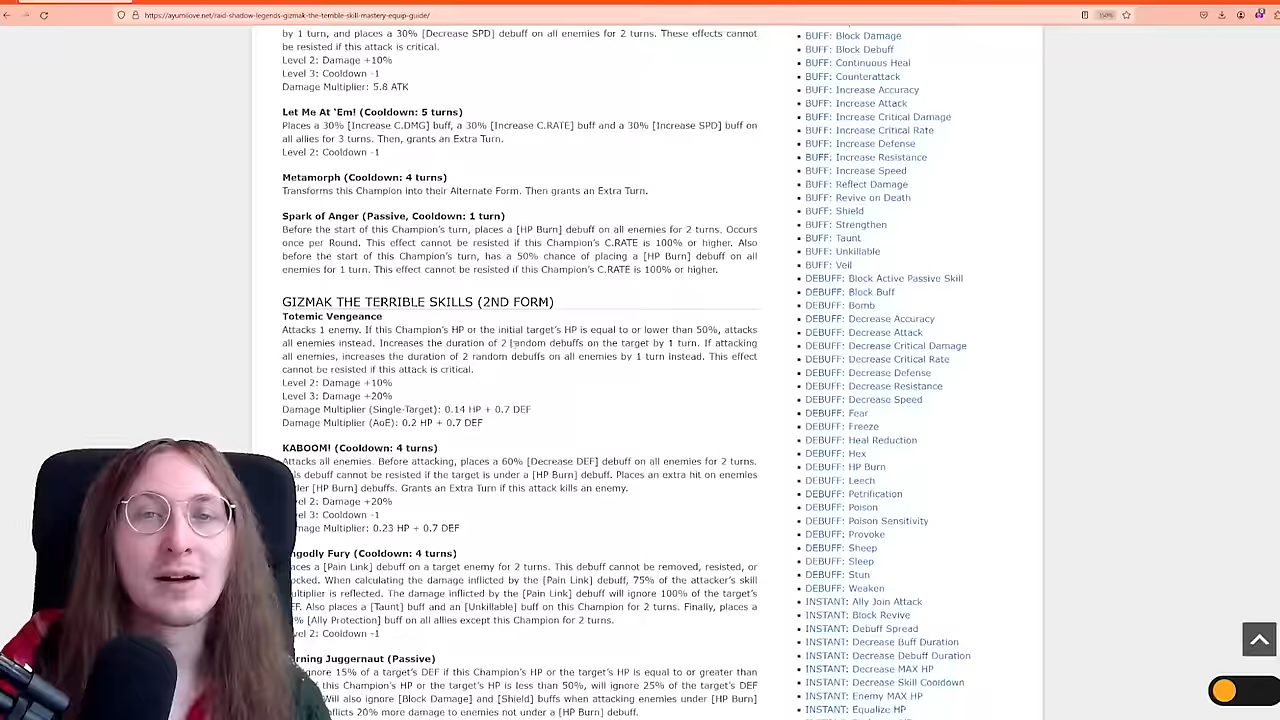 https://ayumilove.net/raid-shadow-legends-gizmak-the-terrible-skill-mastery-equip-guide/
150%
by 1 turn, and places a 30% [Decrease SPD] debuff on all enemies for 2 turns. These effects cannot
be resisted if this attack is critical.
Level 2: Damage +10%
Level 3: Cooldown -1
Damage Multiplier: 5.8 ATK
Let Me At 'Em! (Cooldown: 5 turns)
Places a 30% [Increase C.DMG] buff, a 30% [Increase C.RATE] buff and a 30% [Increase SPD] buff on
all allies for 3 turns. Then, grants an Extra Turn.
Level 2: Cooldown -1
Metamorph (Cooldown: 4 turns)
Transforms this Champion into their Alternate Form. Then grants an Extra Turn.
Spark of Anger (Passive, Cooldown: 1 turn)
Before the start of this Champion's turn, places a [HP Burn] debuff on all enemies for 2 turns. Occurs
once per Round. This effect cannot be resisted if this Champion's C.RATE is 100% or higher. Also
before the start of this Champion's turn, has a 50% chance of placing a [HP Burn] debuff on all
enemies for 1 turn. This effect cannot be resisted if this Champion's C.RATE is 100% or higher.
GIZMAK THE TERRIBLE SKILLS (2ND FORM)
Totemic Vengeance
Attacks 1 enemy. If this Champion's HP or the initial target's HP is equal to or lower than 50%, attacks
all enemies instead. Increases the duration of 2 random debuffs on the target by 1 turn. If attacking
all enemies, increases the duration of 2 random debuffs on all enemies by 1 turn instead. This effect
cannot be resisted if this attack is critical.
Level 2: Damage +10%
Level 3: Damage +20%
Damage Multiplier (Single-Target): 0.14 HP + 0.7 DEF
Damage Multiplier (AoE): 0.2 HP + 0.7 DEF
KABOOM! (Cooldown: 4 turns)
Attacks all enemies. Before attacking, places a 60% [Decrease DEF] debuff on all enemies for 2 turns.
is debuff cannot be resisted if the target is under a [HP Burn] debuff. Places an extra hit on enemies
er [HP Burn] debuffs. Grants an Extra Turn if this attack kills an enemy.
el 2: Damage +20%
el 3: Cooldown -1
mage Multiplier: 0.23 HP + 0.7 DEF
ngodly Fury (Cooldown: 4 turns)
aces a [Pain Link] debuff on a target enemy for 2 turns. This debuff cannot be removed, resisted, or
ocked. When calculating the damage inflicted by the [Pain Link] debuff, 75% of the attacker's skill
ultiplier is reflected. The damage inflicted by the [Pain Link] debuff will ignore 100% of the target's
EF. Also places a [Taunt] buff and an [Unkillable] buff on this Champion for 2 turns. Finally, places a
% [Ally Protection] buff on all allies except this Champion for 2 turns.
vel 2: Cooldown -1
rning Juggernaut (Passive)
gnore 15% of a target's DEF if this Champion's HP or the target's HP is equal to or greater than
this Champion's HP or the target's HP is less than 50%, will ignore 25% of the target's DEF
Will also ignore [Block Damage] and [Shield] buffs when attacking enemies under [HP Burn]
flicts 20% more damage to enemies not under a [HP Burn] debuff.
BUFF: Block Damage
BUFF: Block Debuff
BUFF: Continuous Heal
BUFF: Counterattack
BUFF: Increase Accuracy
BUFF: Increase Attack
BUFF: Increase Critical Damage
BUFF: Increase Critical Rate
BUFF: Increase Defense
BUFF: Increase Resistance
BUFF: Increase Speed
BUFF: Reflect Damage
BUFF: Revive on Death
BUFF: Shield
BUFF: Strengthen
BUFF: Taunt
BUFF: Unkillable
BUFF: Veil
DEBUFF: Block Active Passive Skill
DEBUFF: Block Buff
DEBUFF: Bomb
DEBUFF: Decrease Accuracy
DEBUFF: Decrease Attack
DEBUFF: Decrease Critical Damage
DEBUFF: Decrease Critical Rate
DEBUFF: Decrease Defense
DEBUFF: Decrease Resistance
DEBUFF: Decrease Speed
DEBUFF: Fear
DEBUFF: Freeze
DEBUFF: Heal Reduction
DEBUFF: Hex
DEBUFF: HP Burn
DEBUFF: Leech
DEBUFF: Petrification
DEBUFF: Poison
DEBUFF: Poison Sensitivity
DEBUFF: Provoke
DEBUFF: Sheep
DEBUFF: Sleep
DEBUFF: Stun
DEBUFF: Weaken
INSTANT: Ally Join Attack
INSTANT: Block Revive
INSTANT: Debuff Spread
INSTANT: Decrease Buff Duration
INSTANT: Decrease Debuff Duration
INSTANT: Decrease MAX HP
INSTANT: Decrease Skill Cooldown
INSTANT: Enemy MAX HP
INSTANT: Equalize HP